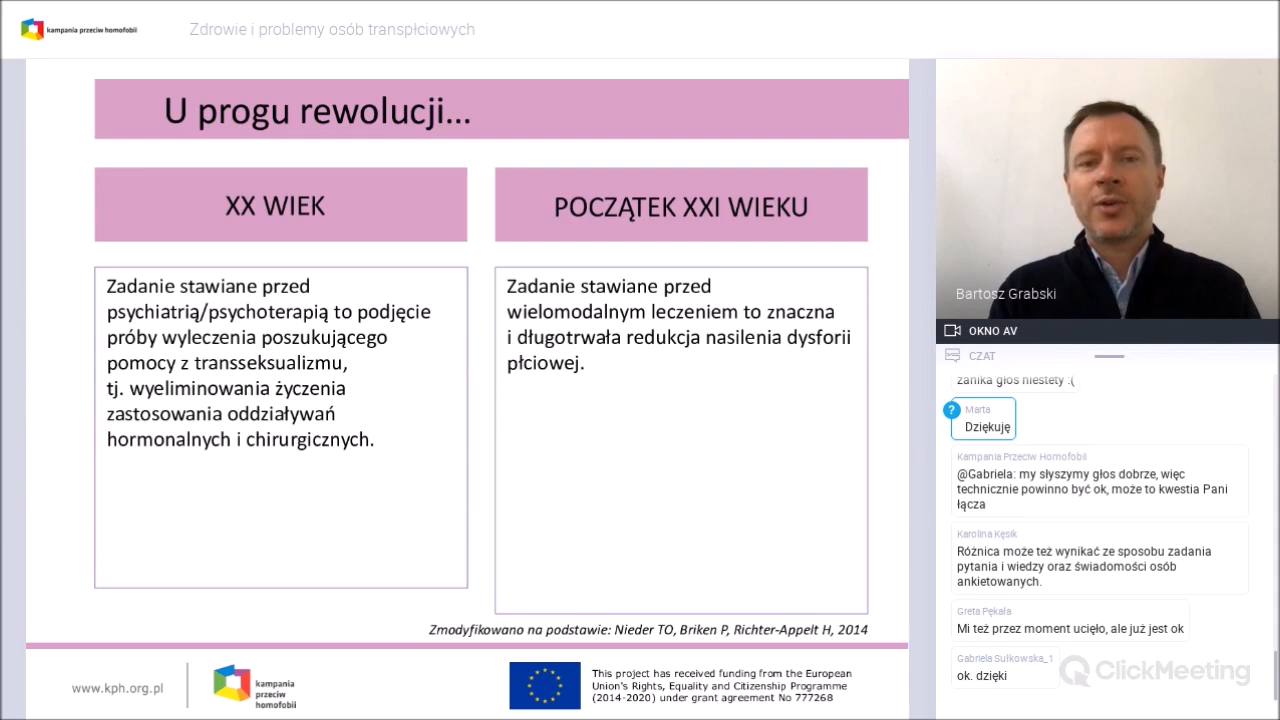 kampania przeciw homofobii
Zdrowie i problemy osób transpłciowych
U progu rewolucji...
XX WIEK
Zadanie stawiane przed
psychiatrią/psychoterapią to podjęcie
próby wyleczenia poszukującego
pomocy z transseksualizmu,
tj. wyeliminowania życzenia
zastosowania oddziaływań
hormonalnych i chirurgicznych.
POCZĄTEK XXI WIEKU
Zadanie stawiane przed
wielomodalnym leczeniem to znaczna
i długotrwała redukcja nasilenia dysforii
płciowej.
Zmodyfikowano na podstawie: Nieder TO, Briken P, Richter-Appelt H, 2014
www.kph.org.pl
kampania
przeciw
homofobii
This project has received funding from the European
Union's Rights, Equality and Citizenship Programme
(2014-2020) under grant agreement No 777268
Bartosz Grabski
OKNO AV
CZAT
zanika głos niestety :(
?
Marta
Dziękuję
Kampania Przeciw Homofobii
@Gabriela: my słyszymy głos dobrze, więc
technicznie powinno być ok, może to kwestia Pani
łącza
Karolina Kęsik
Różnica może też wynikać ze sposobu zadania
pytania i wiedzy oraz świadomości osób
ankietowanych.
Greta Pękała
Mi też przez moment ucięło, ale już jest ok
Gabriela Sułkowska_1
ok. dzięki
ClickMeeting